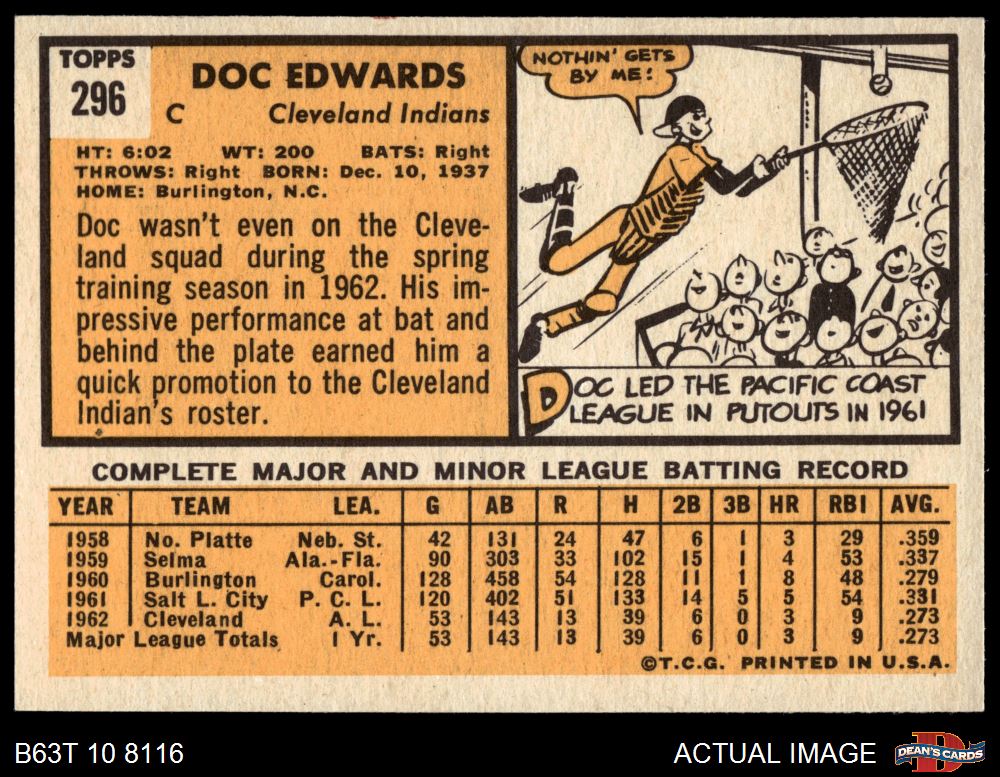 TOPPS
296
DOC EDWARDS
C Cleveland Indians
HT: 6:02 WT: 200 BATS: Right
THROWS: Right BORN: Dec. 10, 1937
HOME: Burlington, N.C.
Doc wasn't even on the Cleve-
land squad during the spring
training season in 1962. His im-
pressive performance at bat and
behind the plate earned him a
quick promotion to the Cleveland
Indian's roster.
NOTHIN' GETS
BY ME!
DOC LED THE PACIFIC COAST
LEAGUE IN PUTOUTS IN 1961
COMPLETE MAJOR AND MINOR LEAGUE BATTING RECORD
YEAR TEAM LEA. G AB R H 2B 3B HR RBI AVG.
1958 No. Platte Neb. St. 42 131 24 47 6 1 3 29 .359
1959 Selma Ala.-Fla. 90 303 33 102 15 1 4 53 .337
1960 Burlington Carol. 128 458 54 128 11 1 8 48 .279
1961 Salt L. City P. C. L. 120 402 51 133 14 5 5 54 .331
1962 Cleveland A. L. 53 143 13 39 6 0 3 9 .273
Major League Totals 1 Yr. 53 143 13 39 6 0 3 9 .273
©T.C.G. PRINTED IN U.S.A.
B63T 10 8116
ACTUAL IMAGE
D
DEAN'S CARDS